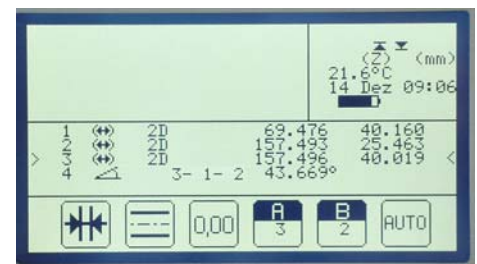 (Z) (mm)
21.6°C
14 Dez 09:06
1 2D 69.476 40.160
2 2D 157.493 25.463
> 3 2D 157.496 40.019 <
4 3- 1- 2 43.669°
0,00 A 3 B 2 AUTO